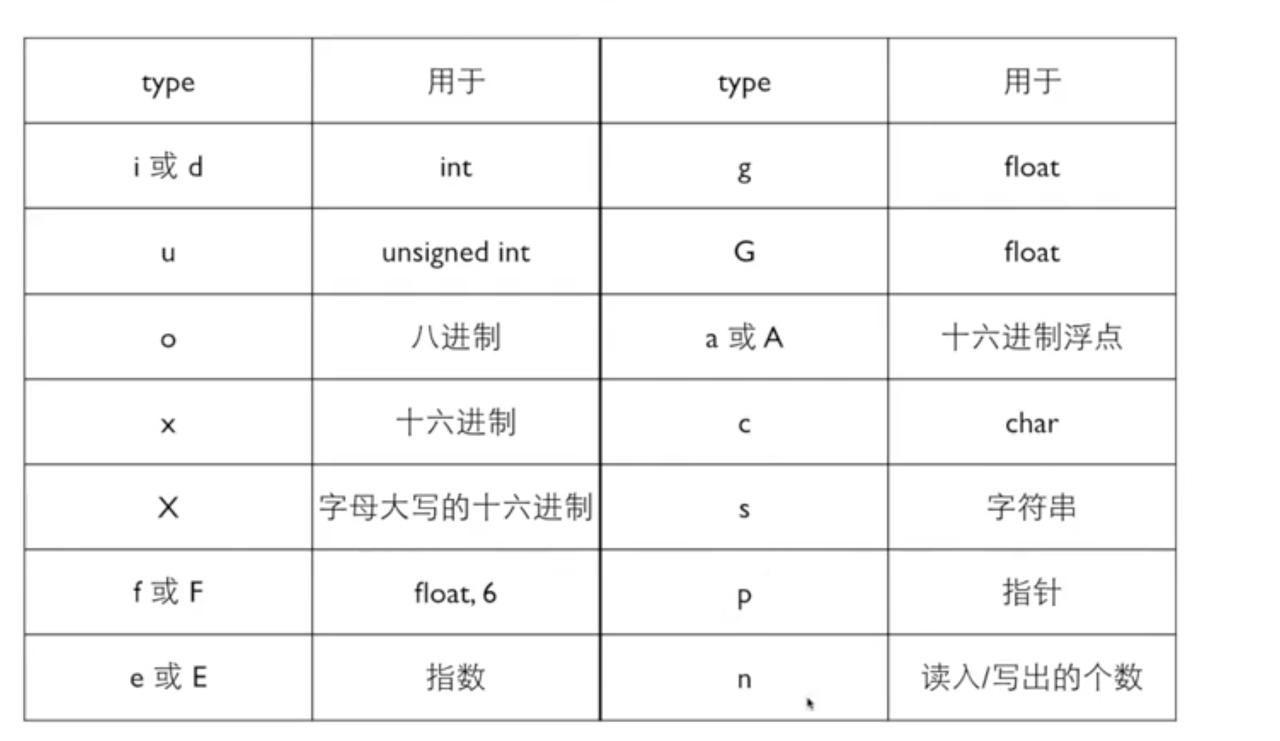 type 用于 type 用于
i 或 d int g float
u unsigned int G float
o 八进制 a 或 A 十六进制浮点
x 十六进制 c char
X 字母大写的十六进制 s 字符串
f 或 F float, 6 p 指针
e 或 E 指数 n 读入/写出的个数